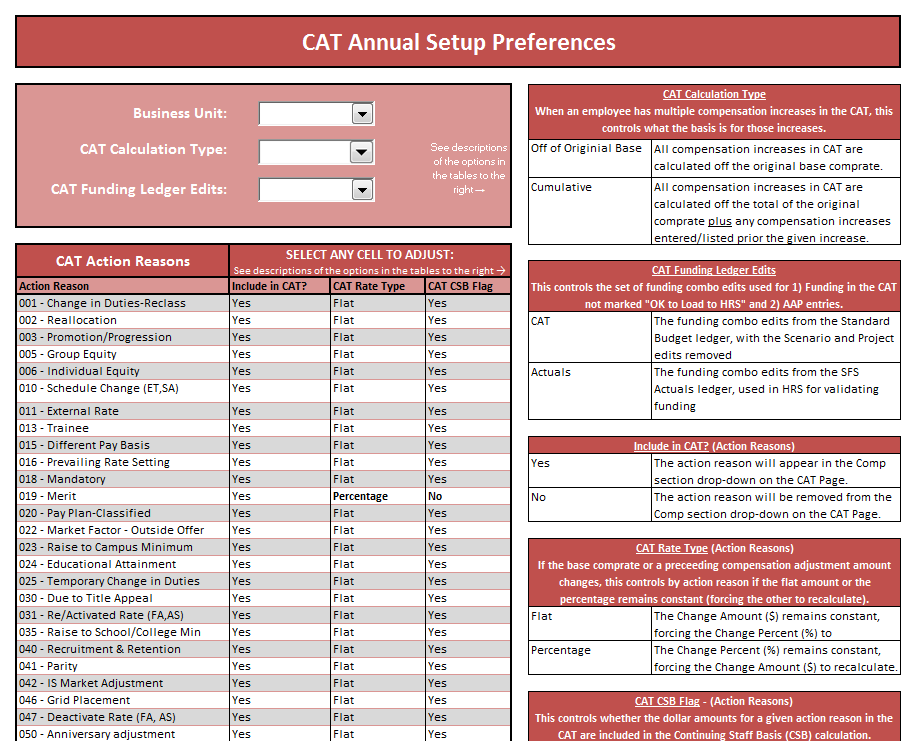 CAT Annual Setup Preferences
Business Unit:
CAT Calculation Type:
CAT Funding Ledger Edits:
See descriptions
of the options in
the tables to the
right→
CAT Action Reasons
SELECT ANY CELL TO ADJUST:
See descriptions of the options in the tables to the right →
Action Reason Include in CAT? CAT Rate Type CAT CSB Flag
001 - Change in Duties-Reclass Yes Flat Yes
002 - Reallocation Yes Flat Yes
003 - Promotion/Progression Yes Flat Yes
005 - Group Equity Yes Flat Yes
006 - Individual Equity Yes Flat Yes
010 - Schedule Change (ET,SA) Yes Flat Yes
011 - External Rate Yes Flat Yes
013 - Trainee Yes Flat Yes
015 - Different Pay Basis Yes Flat Yes
016 - Prevailing Rate Setting Yes Flat Yes
018 - Mandatory Yes Flat Yes
019 - Merit Yes Percentage No
020 - Pay Plan-Classified Yes Flat Yes
022 - Market Factor - Outside Offer Yes Flat Yes
023 - Raise to Campus Minimum Yes Flat Yes
024 - Educational Attainment Yes Flat Yes
025 - Temporary Change in Duties Yes Flat Yes
030 - Due to Title Appeal Yes Flat Yes
031 - Re/Activated Rate (FA,AS) Yes Flat Yes
035 - Raise to School/College Min Yes Flat Yes
040 - Recruitment & Retention Yes Flat Yes
041 - Parity Yes Flat Yes
042 - IS Market Adjustment Yes Flat Yes
046 - Grid Placement Yes Flat Yes
047 - Deactivate Rate (FA, AS) Yes Flat Yes
050 - Anniversary adjustment Yes Flat Yes
CAT Calculation Type
When an employee has multiple compensation increases in the CAT, this
controls what the basis is for those increases.
Off of Originial Base All compensation increases in CAT are
calculated off the original base comprate.
Cumulative All compensation increases in CAT are
calculated off the total of the original
comprate plus any compensation increases
entered/listed prior the given increase.
CAT Funding Ledger Edits
This controls the set of funding combo edits used for 1) Funding in the CAT
not marked "OK to Load to HRS" and 2) AAP entries.
CAT The funding combo edits from the Standard
Budget ledger, with the Scenario and Project
edits removed
Actuals The funding combo edits from the SFS
Actuals ledger, used in HRS for validating
funding
Include in CAT? (Action Reasons)
Yes The action reason will appear in the Comp
section drop-down on the CAT Page.
No The action reason will be removed from the
Comp section drop-down on the CAT Page.
CAT Rate Type (Action Reasons)
If the base comprate or a preceeding compensation adjustment amount
changes, this controls by action reason if the flat amount or the
percentage remains constant (forcing the other to recalculate).
Flat The Change Amount ($) remains constant,
forcing the Change Percent (%) to
Percentage The Change Percent (%) remains constant,
forcing the Change Amount ($) to recalculate.
CAT CSB Flag - (Action Reasons)
This controls whether the dollar amounts for a given action reason in the
CAT are included in the Continuing Staff Basis (CSB) calculation.